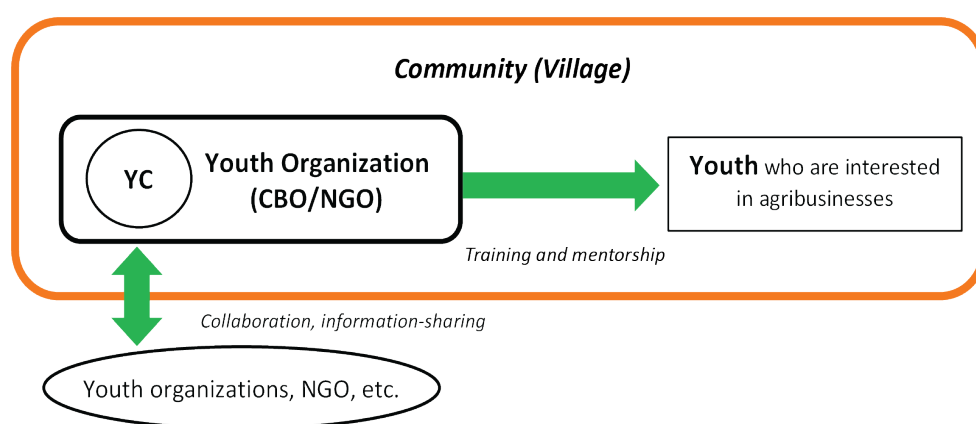 Community (Village)
YC
Youth Organization
(CBO/NGO)
Youth who are interested
in agribusinesses
Training and mentorship
Collaboration, information-sharing
Youth organizations, NGO, etc.